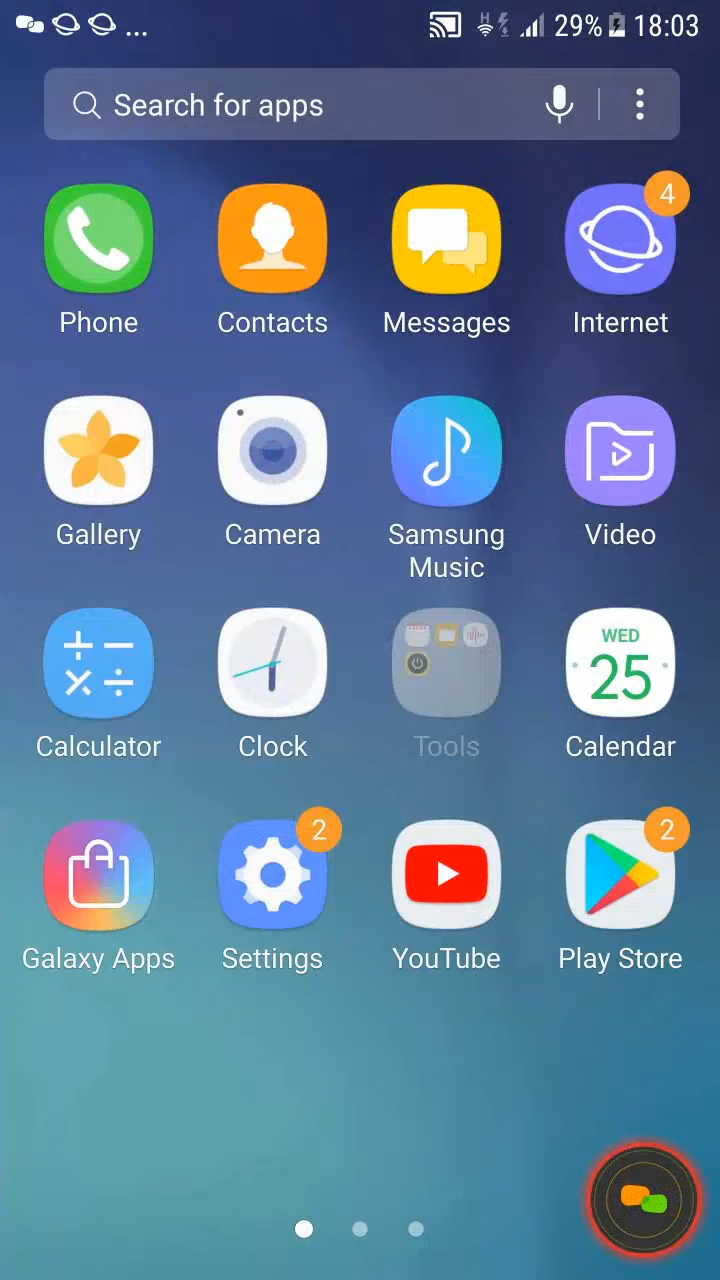 ... 29% 18:03
Search for apps
4
Phone Contacts Messages Internet
Gallery Camera Samsung Music Video
WED
25
Calculator Clock Tools Calendar
2 2
Galaxy Apps Settings YouTube Play Store